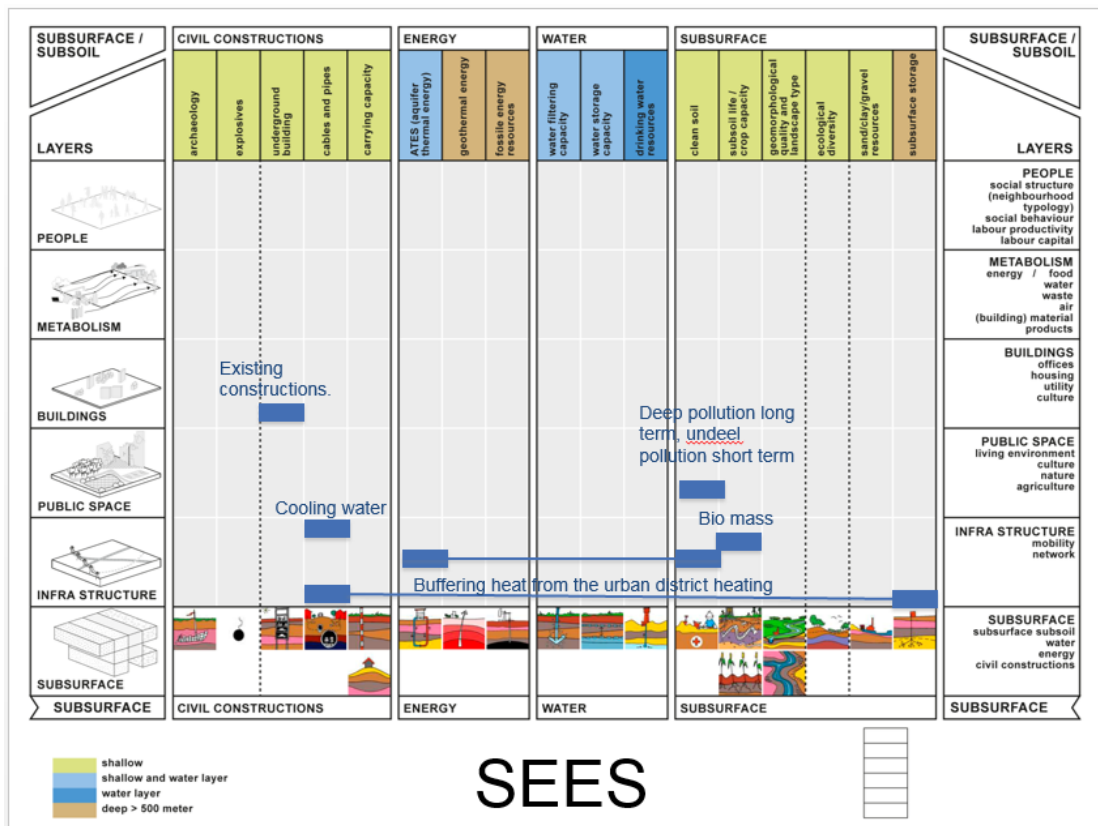 SUBSURFACE /
SUBSOIL
LAYERS
CIVIL CONSTRUCTIONS
ENERGY
WATER
SUBSURFACE
SUBSURFACE /
SUBSOIL
LAYERS
archaeology
explosives
underground
building
cables and pipes
carrying capacity
ATES (aquifer
thermal energy)
geothermal energy
fossile energy
resources
water filtering
capacity
water storage
capacity
drinking water
resources
clean soil
subsoil life /
crop capacity
geomorphological
quality and
landscape type
ecological
diversity
sand/clay/gravel
resources
subsurface storage
PEOPLE
PEOPLE
social structure
(neighbourhood
typology)
social behaviour
labour productivity
labour capital
METABOLISM
METABOLISM
energy / food
water
waste
air
(building) material
products
Existing
constructions.
BUILDINGS
BUILDINGS
offices
housing
utility
culture
Deep pollution long
term, undeel
pollution short term
PUBLIC SPACE
PUBLIC SPACE
living environment
culture
nature
agriculture
Cooling water
Bio mass
Buffering heat from the urban district heating
INFRA STRUCTURE
INFRA STRUCTURE
mobility
network
SUBSURFACE
SUBSURFACE
subsurface subsoil
water
energy
civil constructions
SUBSURFACE
CIVIL CONSTRUCTIONS
ENERGY
WATER
SUBSURFACE
SUBSURFACE
shallow
shallow and water layer
water layer
deep > 500 meter
SEES